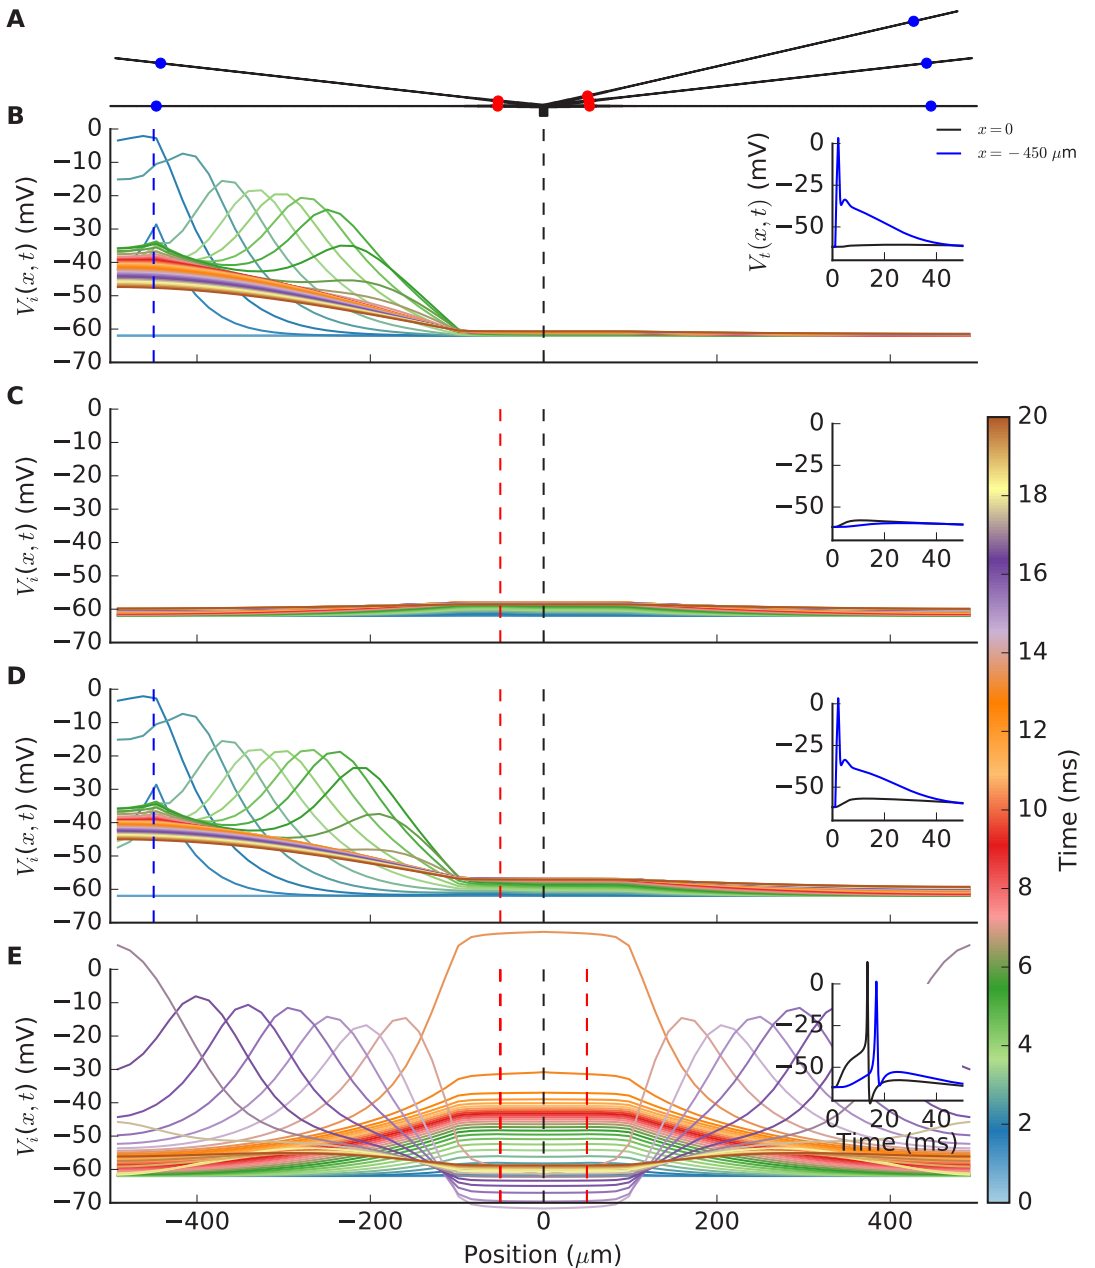 A
B
0
−10
−20
−30
−40
−50
−60
−70
V_i(x, t) (mV)
V_t(x, t) (mV)
0
−25
−50
0 20 40
x = 0
x = −450 μm
C
0
−10
−20
−30
−40
−50
−60
−70
V_i(x, t) (mV)
0
−25
−50
0 20 40
D
0
−10
−20
−30
−40
−50
−60
−70
V_i(x, t) (mV)
0
−25
−50
0 20 40
E
0
−10
−20
−30
−40
−50
−60
−70
V_i(x, t) (mV)
0
−25
−50
0 20 40
Time (ms)
−400 −200 0 200 400
Position (μm)
20
18
16
14
12
10
8
6
4
2
0
Time (ms)